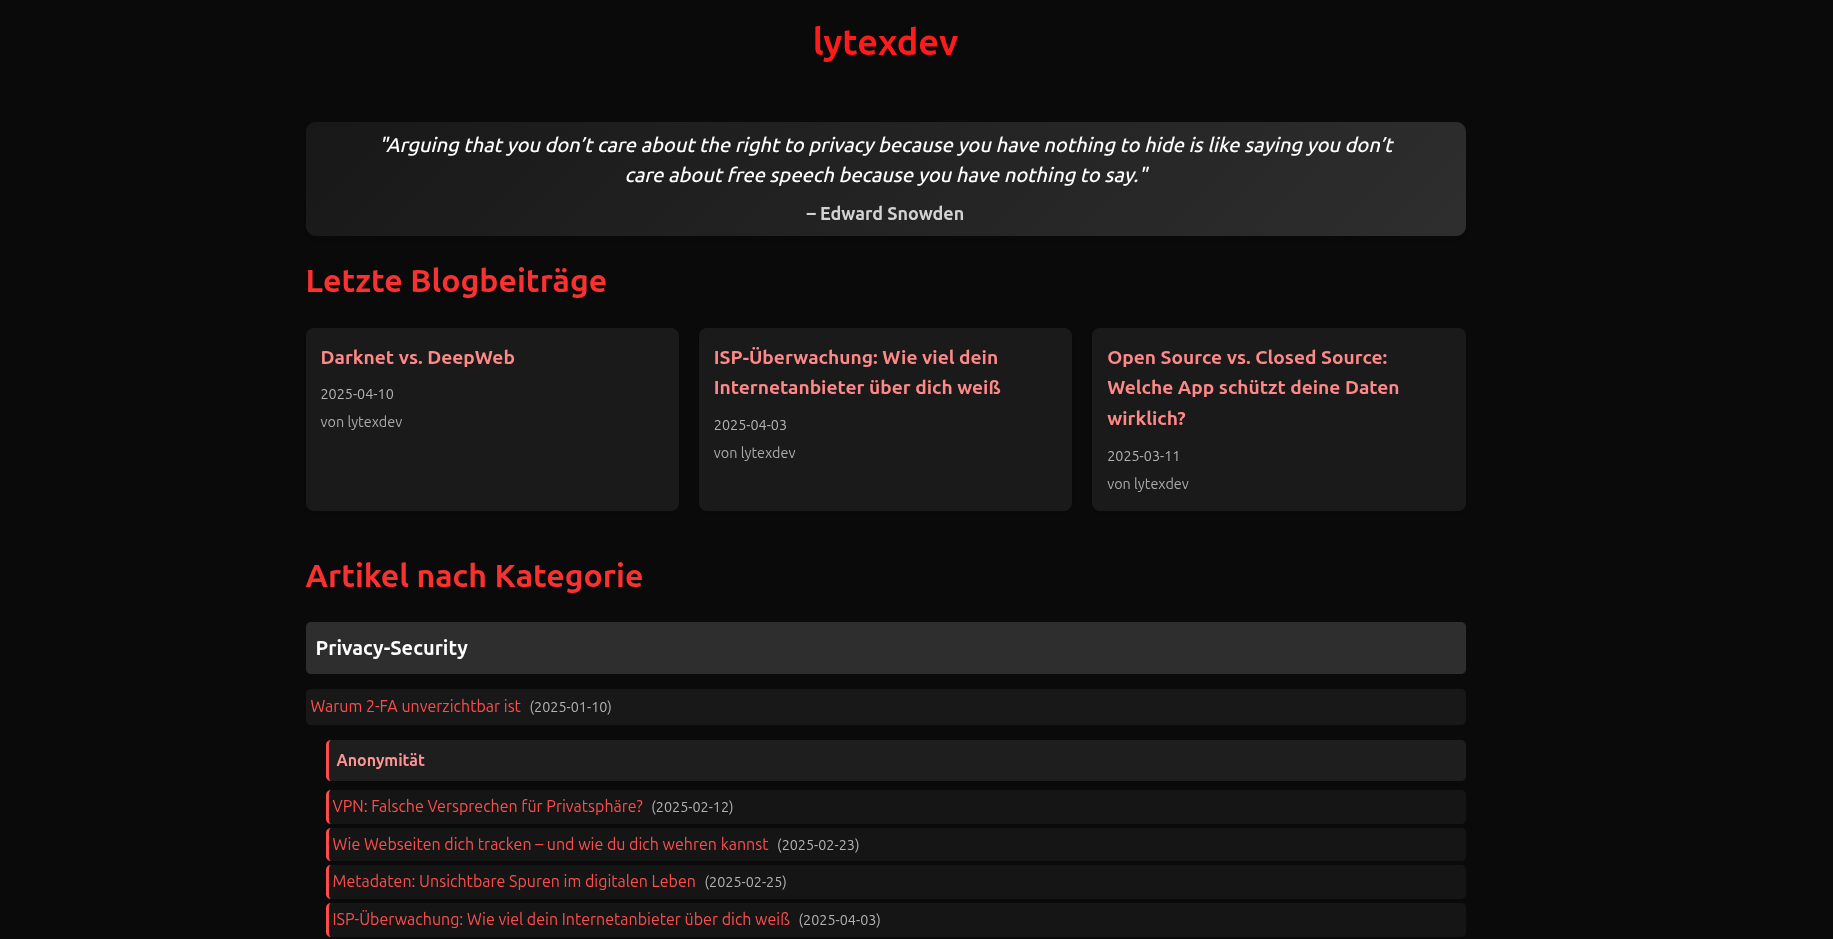 lytexdev
"Arguing that you don’t care about the right to privacy because you have nothing to hide is like saying you don’t
care about free speech because you have nothing to say."
– Edward Snowden
Letzte Blogbeiträge
Darknet vs. DeepWeb
2025-04-10
von lytexdev
ISP-Überwachung: Wie viel dein
Internetanbieter über dich weiß
2025-04-03
von lytexdev
Open Source vs. Closed Source:
Welche App schützt deine Daten
wirklich?
2025-03-11
von lytexdev
Artikel nach Kategorie
Privacy-Security
Warum 2-FA unverzichtbar ist (2025-01-10)
Anonymität
VPN: Falsche Versprechen für Privatsphäre? (2025-02-12)
Wie Webseiten dich tracken – und wie du dich wehren kannst (2025-02-23)
Metadaten: Unsichtbare Spuren im digitalen Leben (2025-02-25)
ISP-Überwachung: Wie viel dein Internetanbieter über dich weiß (2025-04-03)